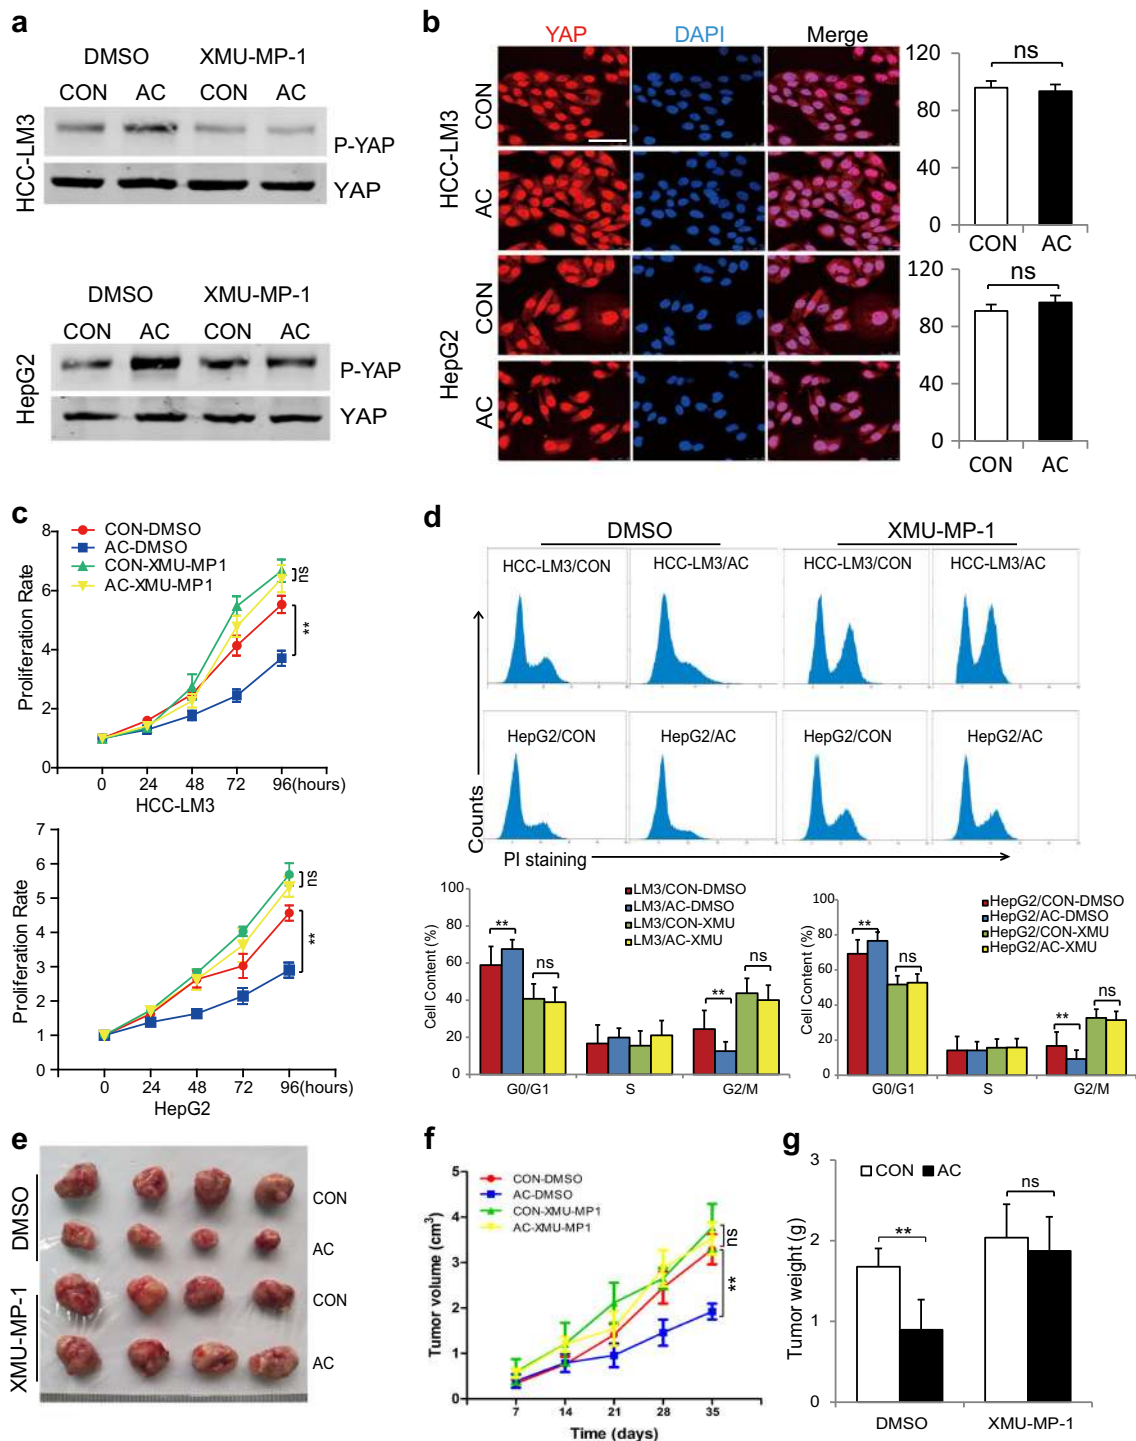 a
DMSO XMU-MP-1
CON AC CON AC
HCC-LM3
P-YAP
YAP
DMSO XMU-MP-1
CON AC CON AC
HepG2
P-YAP
YAP
b
YAP DAPI Merge
HCC-LM3
CON
AC
HepG2
CON
AC
120
80
40
0
ns
CON AC
120
80
40
0
ns
CON AC
c
CON-DMSO
AC-DMSO
CON-XMU-MP1
AC-XMU-MP1
Proliferation Rate
8
6
4
2
0
ns
**
0 24 48 72 96(hours)
HCC-LM3
Proliferation Rate
7
6
5
4
3
2
1
0
ns
**
0 24 48 72 96(hours)
HepG2
d
DMSO XMU-MP-1
HCC-LM3/CON HCC-LM3/AC HCC-LM3/CON HCC-LM3/AC
HepG2/CON HepG2/AC HepG2/CON HepG2/AC
Counts
PI staining
LM3/CON-DMSO
LM3/AC-DMSO
LM3/CON-XMU
LM3/AC-XMU
Cell Content (%)
100
80
60
40
20
0
**
ns
**
ns
G0/G1 S G2/M
HepG2/CON-DMSO
HepG2/AC-DMSO
HepG2/CON-XMU
HepG2/AC-XMU
Cell Content (%)
100
80
60
40
20
0
**
ns
**
ns
G0/G1 S G2/M
e
DMSO
CON
AC
XMU-MP-1
CON
AC
f
CON-DMSO
AC-DMSO
CON-XMU-MP1
AC-XMU-MP1
Tumor volume (cm³)
5
4
3
2
1
0
ns
**
7 14 21 28 35
Time (days)
g
CON AC
Tumor weight (g)
3
2
1
0
**
ns
DMSO XMU-MP-1